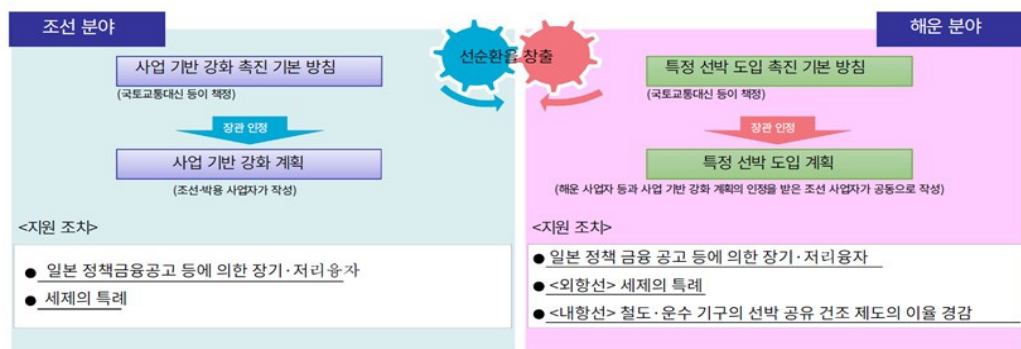 조선 분야
사업 기반 강화 촉진 기본 방침
(국토교통대신 등이 책정)
장관 인정
사업 기반 강화 계획
(조선·박용 사업자가 작성)
<지원 조치>
● 일본 정책금융공고 등에 의한 장기·저리융자
● 세제의 특례
선순환을 창출
해운 분야
특정 선박 도입 촉진 기본 방침
(국토교통대신 등이 책정)
장관 인정
특정 선박 도입 계획
(해운 사업자 등과 사업 기반 강화 계획의 인정을 받은 조선 사업자가 공동으로 작성)
<지원 조치>
● 일본 정책 금융 공고 등에 의한 장기·저리융자
● <외항선> 세제의 특례
● <내항선> 철도·운수 기구의 선박 공유 건조 제도의 이율 경감